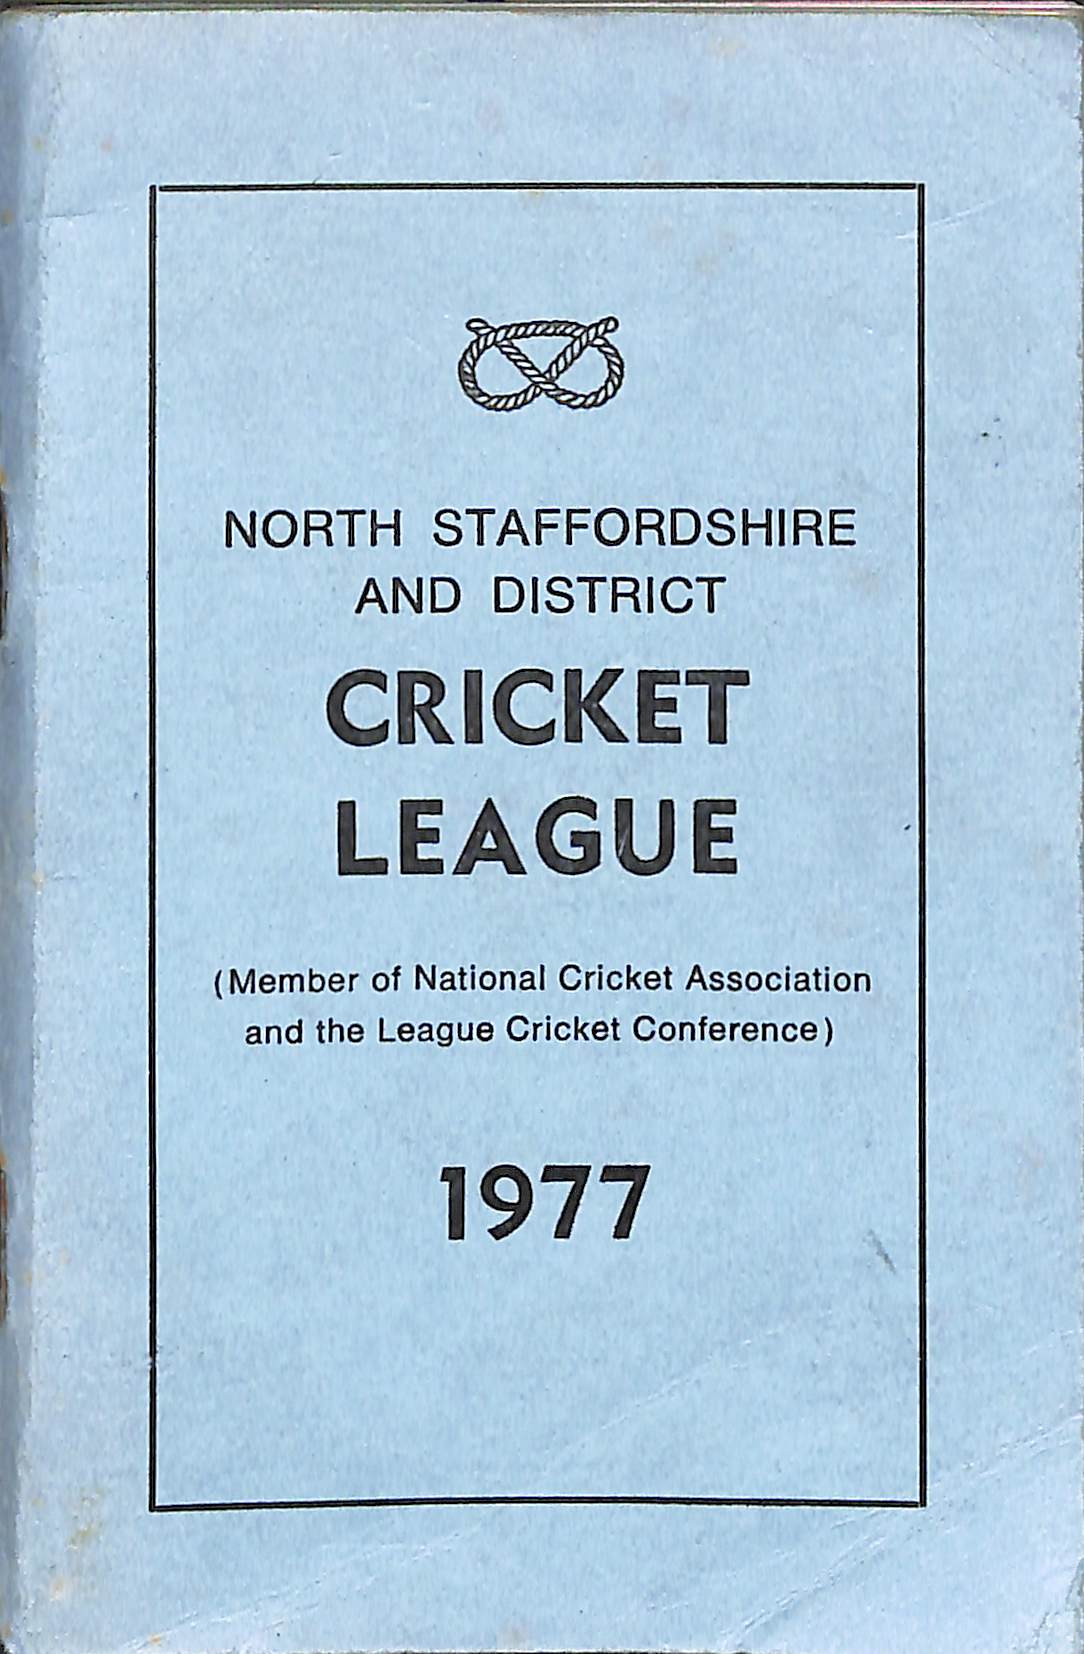 NORTH STAFFORDSHIRE
AND DISTRICT
CRICKET
LEAGUE
(Member of National Cricket Association
and the League Cricket Conference)
1977